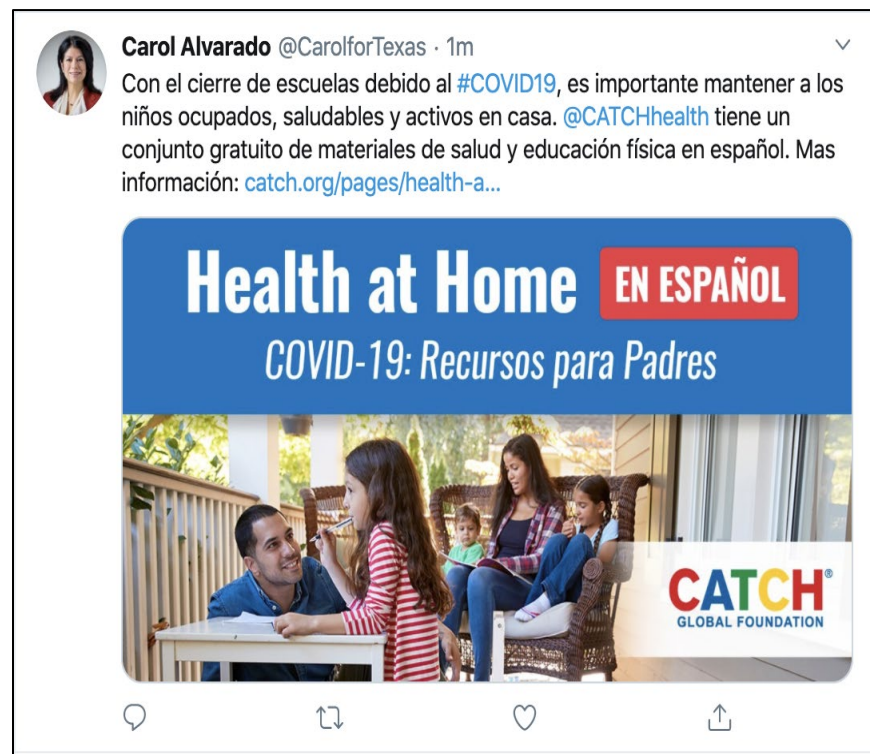 Carol Alvarado @CarolforTexas · 1m
Con el cierre de escuelas debido al #COVID19, es importante mantener a los
niños ocupados, saludables y activos en casa. @CATCHhealth tiene un
conjunto gratuito de materiales de salud y educación física en español. Mas
información: catch.org/pages/health-a...
Health at Home EN ESPAÑOL
COVID-19: Recursos para Padres
CATCH®
GLOBAL FOUNDATION